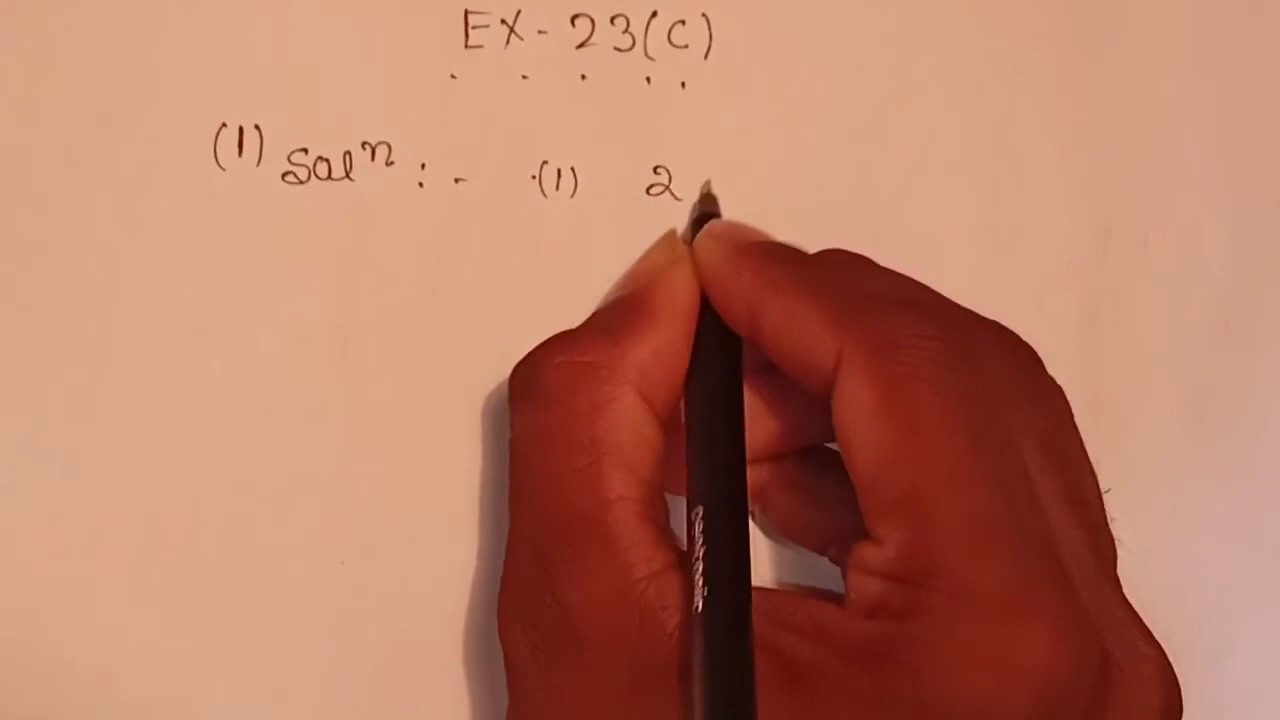 EX-23(C)
(1) Solⁿ :- (1) 2